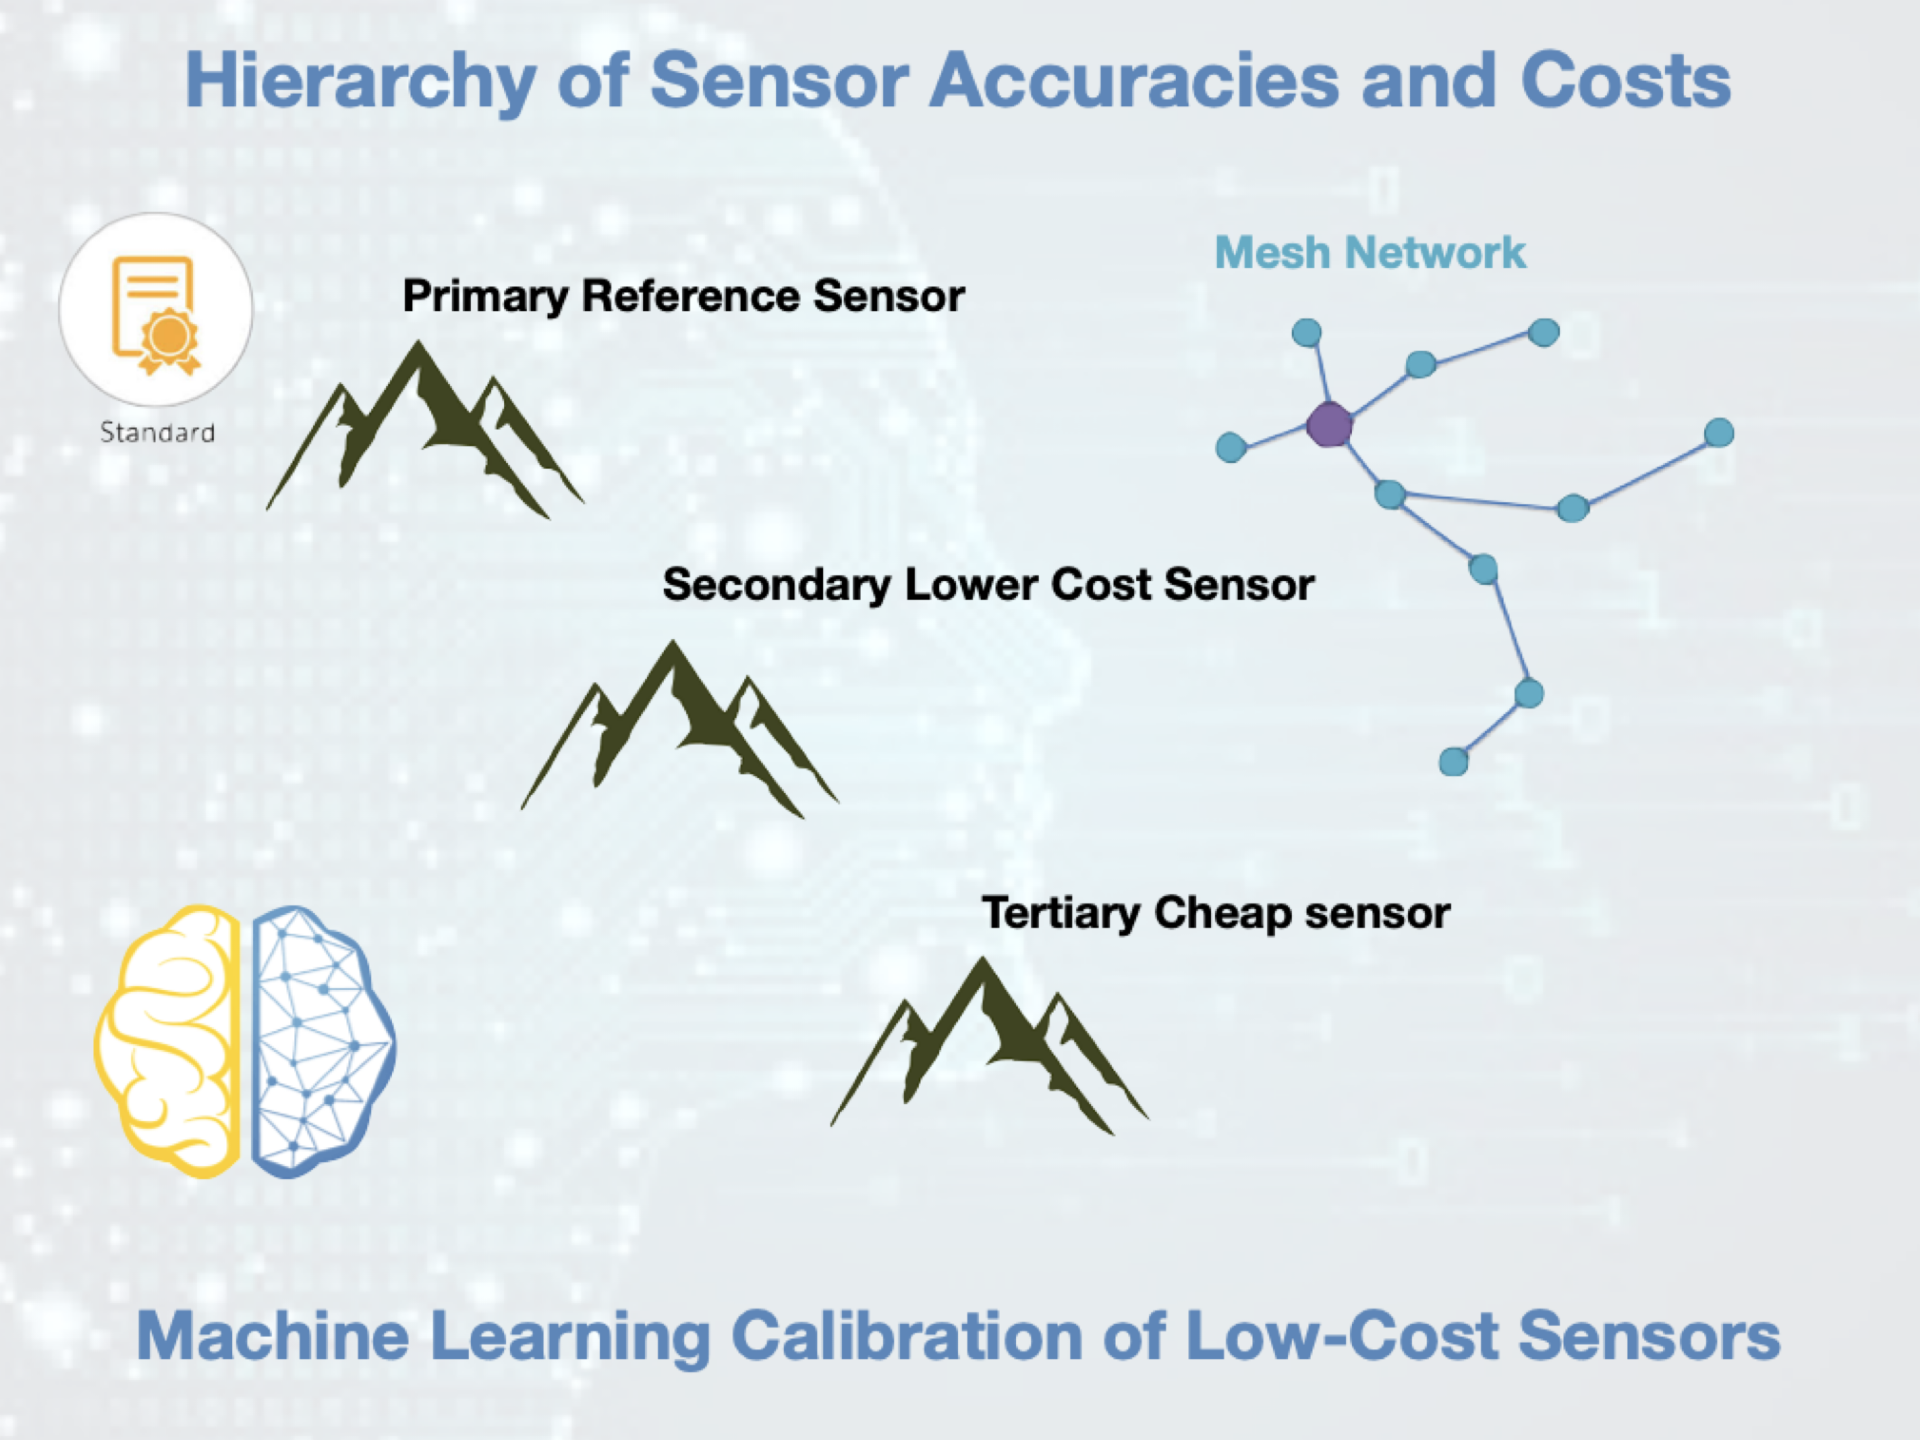 Hierarchy of Sensor Accuracies and Costs
Standard
Primary Reference Sensor
Mesh Network
Secondary Lower Cost Sensor
Tertiary Cheap sensor
Machine Learning Calibration of Low-Cost Sensors